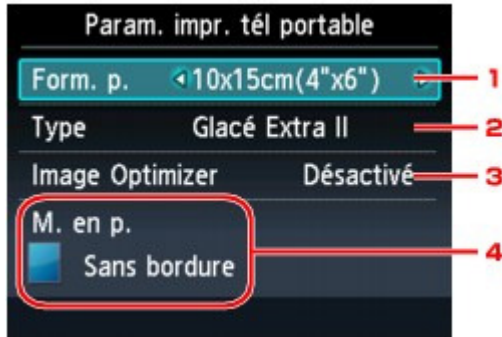 Param. impr. tél portable
Form. p. 10x15cm(4"x6") 1
Type Glacé Extra II 2
Image Optimizer Désactivé 3
M. en p.
Sans bordure 4